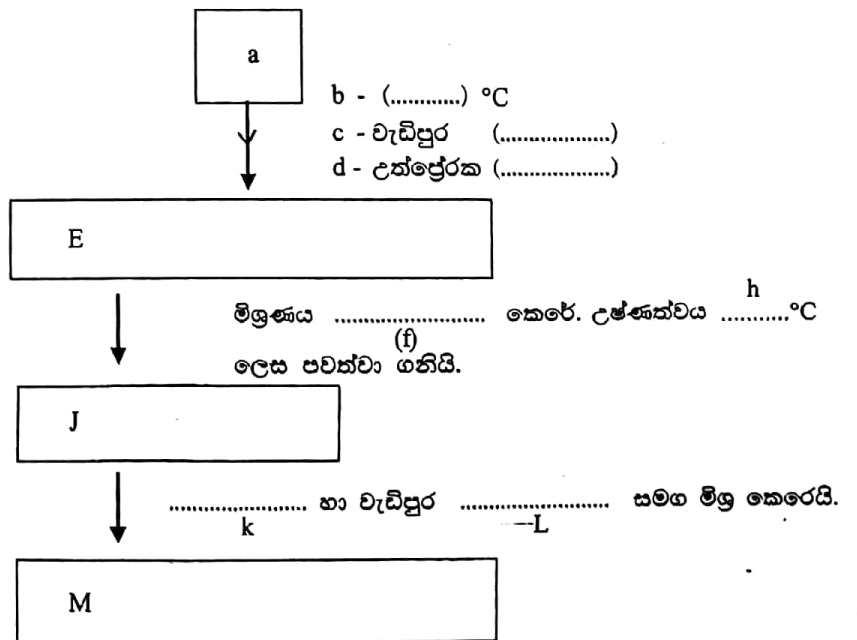 a
b - (............) °C
c - වැඩිපුර (...................)
d - උත්ප්‍රේරක (...................)
E
h
මිශ්‍රණය ......................... කෙරේ. උෂ්ණත්වය ...........°C
(f)
ලෙස පවත්වා ගනියි.
J
....................... හා වැඩිපුර ......................... සමග මිශ්‍ර කෙරෙයි.
k —L
M